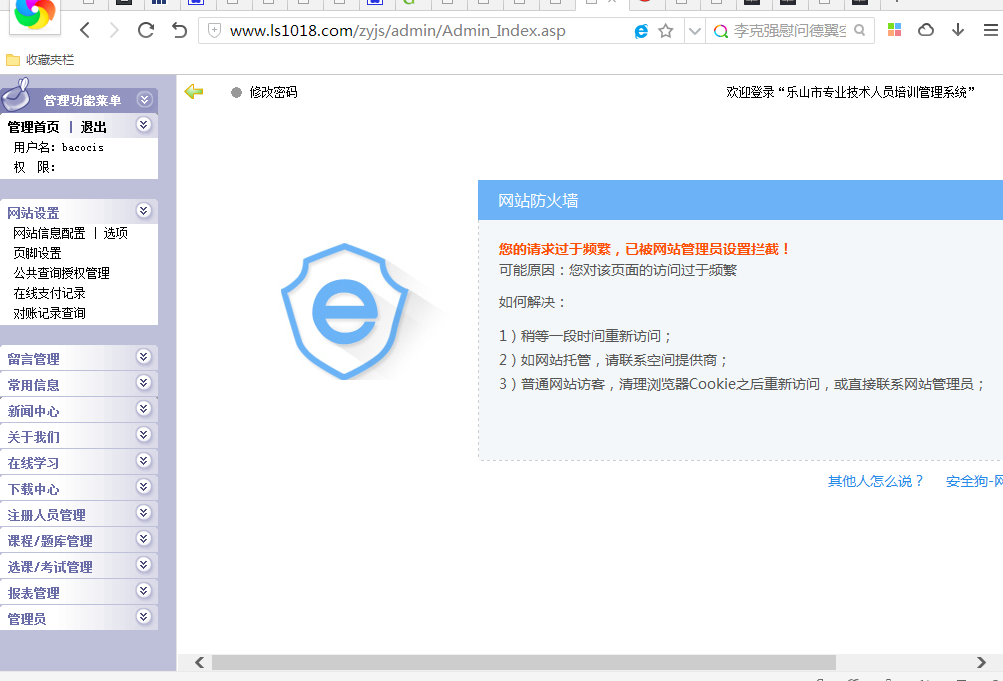 www.ls1018.com/zyjs/admin/Admin_Index.asp
李克强慰问德翼空
收藏夹栏
管理功能菜单
修改密码
欢迎登录“乐山市专业技术人员培训管理系统”
管理首页 | 退出
用户名: bacocis
权 限:
网站设置
网站信息配置 | 选项
页脚设置
公共查询授权管理
在线支付记录
对账记录查询
留言管理
常用信息
新闻中心
关于我们
在线学习
下载中心
注册人员管理
课程/题库管理
选课/考试管理
报表管理
管理员
网站防火墙
您的请求过于频繁，已被网站管理员设置拦截！
可能原因：您对该页面的访问过于频繁
如何解决：
1）稍等一段时间重新访问；
2）如网站托管，请联系空间提供商；
3）普通网站访客，清理浏览器Cookie之后重新访问，或直接联系网站管理员；
其他人怎么说？ 安全狗-网